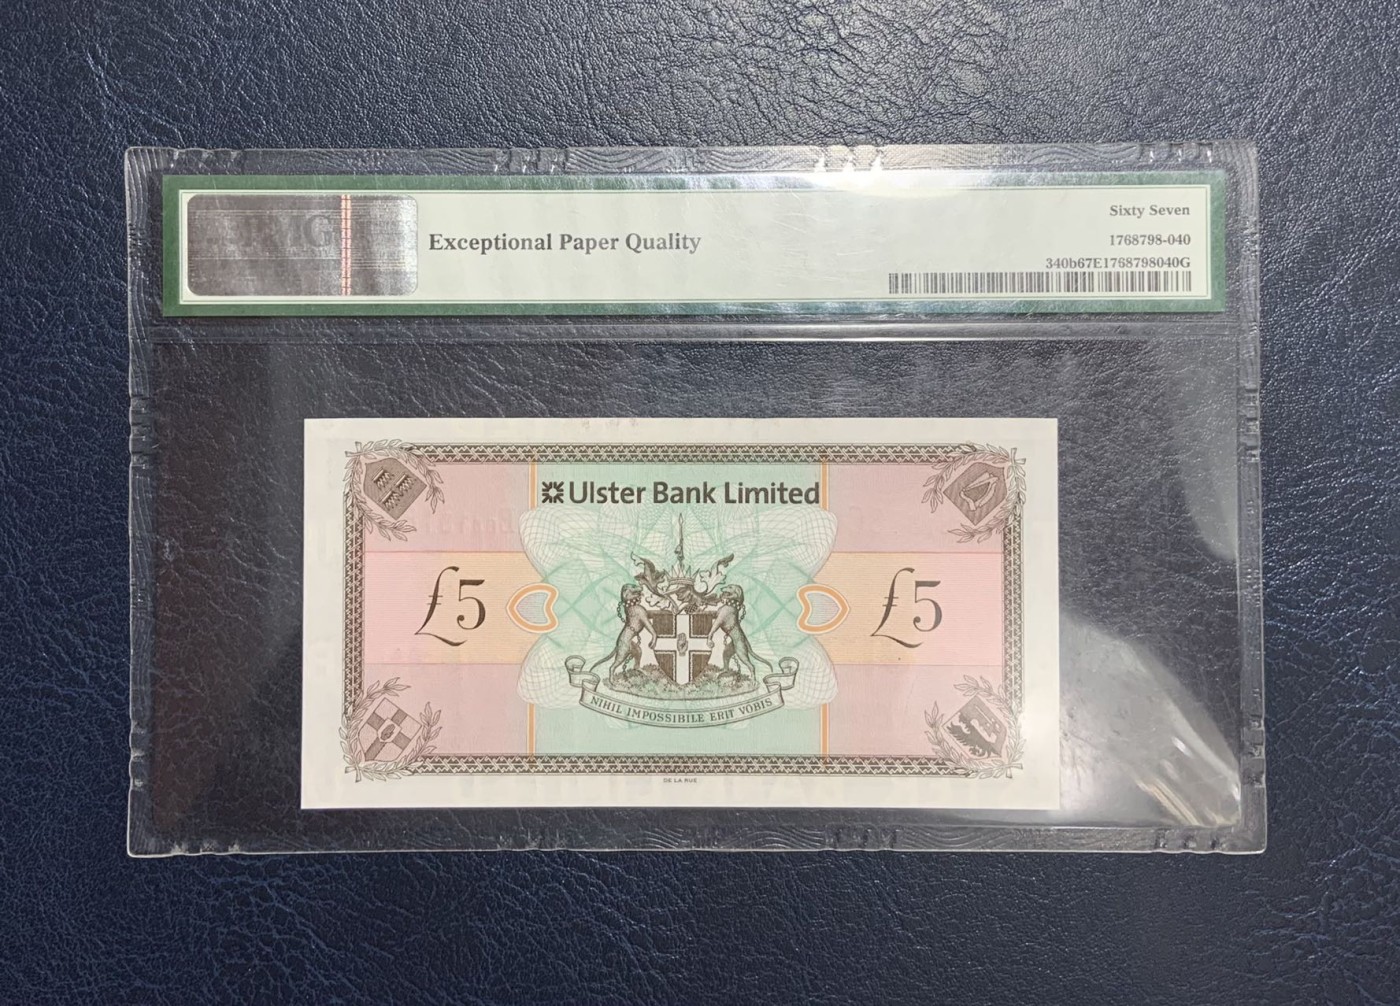 PMG
Exceptional Paper Quality
Sixty Seven
1768798-040
340b67E1768798040G
Ulster Bank Limited
£5
£5
NIHIL IMPOSSIBILE ERIT VOBIS
DE LA RUE